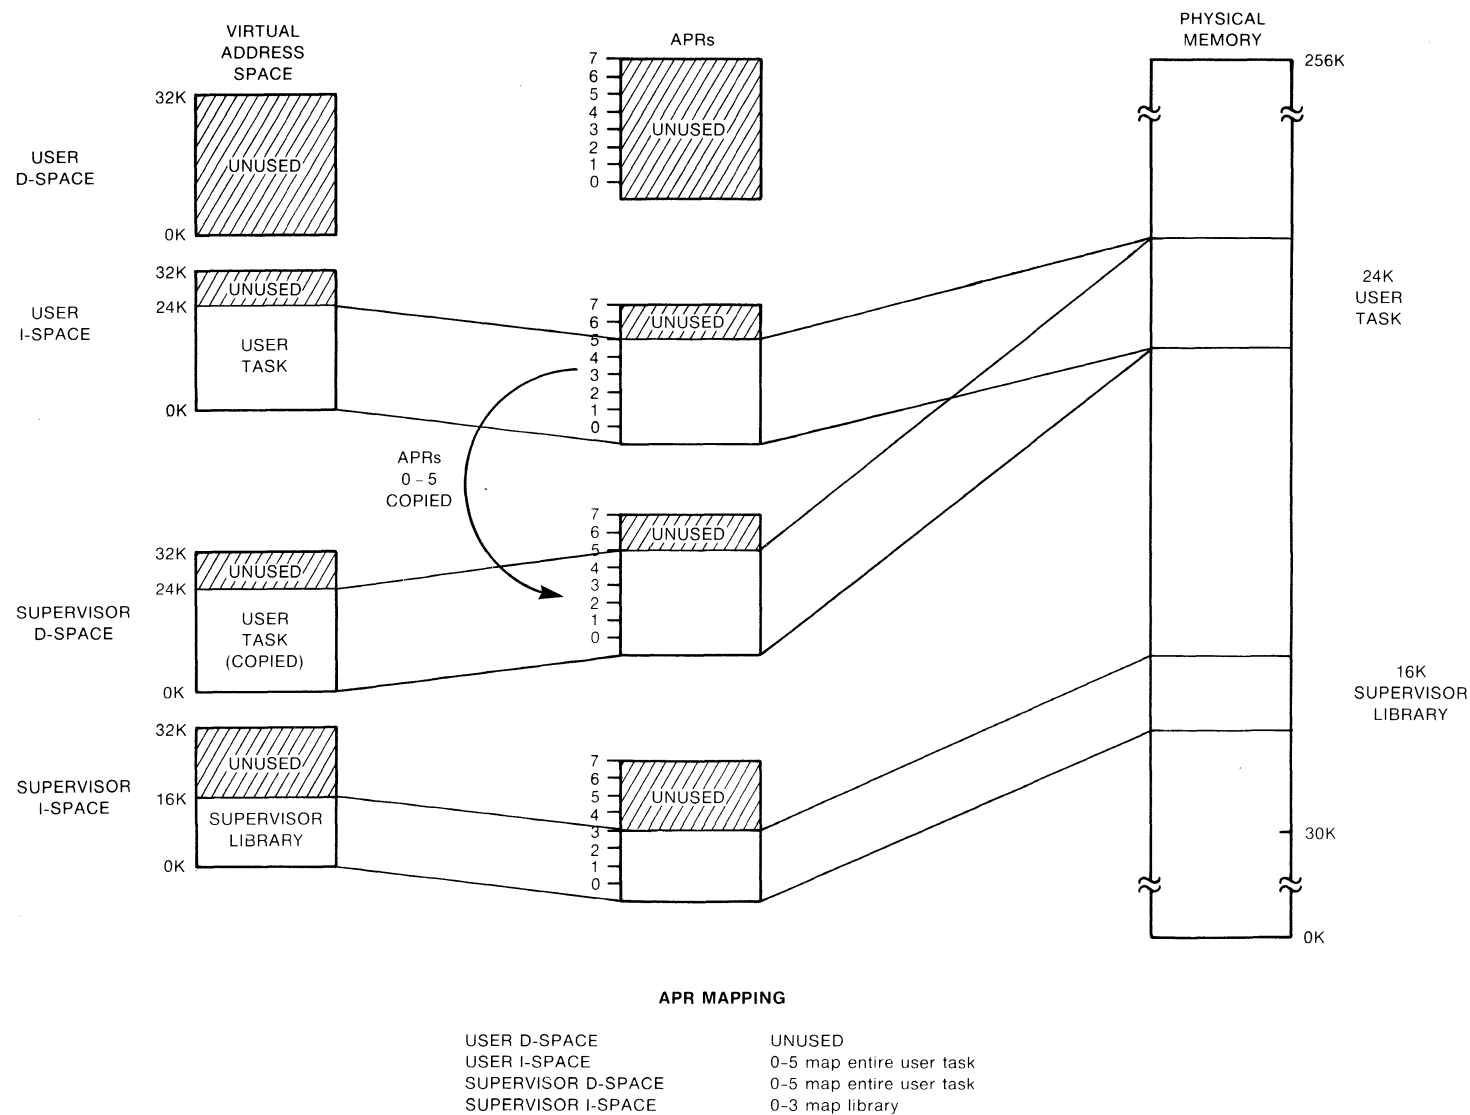 VIRTUAL
ADDRESS
SPACE
APRs
PHYSICAL
MEMORY
USER
D-SPACE
32K
UNUSED
0K
7
6
5
4
3
2
1
0
UNUSED
256K
USER
I-SPACE
32K
UNUSED
24K
USER
TASK
0K
7
6
5
4
3
2
1
0
UNUSED
24K
USER
TASK
APRs
0-5
COPIED
SUPERVISOR
D-SPACE
32K
UNUSED
24K
USER
TASK
(COPIED)
0K
7
6
5
4
3
2
1
0
UNUSED
16K
SUPERVISOR
LIBRARY
SUPERVISOR
I-SPACE
32K
UNUSED
16K
SUPERVISOR
LIBRARY
0K
7
6
5
4
3
2
1
0
UNUSED
30K
0K
APR MAPPING
USER D-SPACE UNUSED
USER I-SPACE 0-5 map entire user task
SUPERVISOR D-SPACE 0-5 map entire user task
SUPERVISOR I-SPACE 0-3 map library